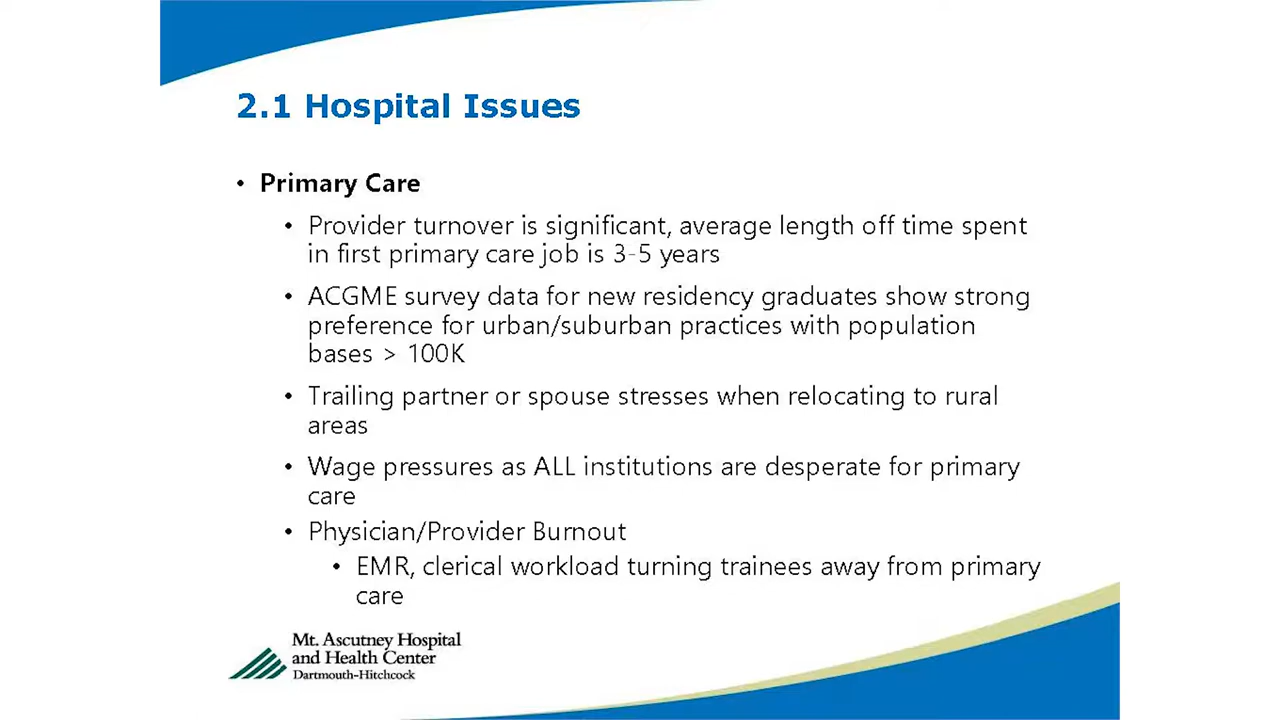 2.1 Hospital Issues
• Primary Care
• Provider turnover is significant, average length off time spent
in first primary care job is 3-5 years
• ACGME survey data for new residency graduates show strong
preference for urban/suburban practices with population
bases > 100K
• Trailing partner or spouse stresses when relocating to rural
areas
• Wage pressures as ALL institutions are desperate for primary
care
• Physician/Provider Burnout
• EMR, clerical workload turning trainees away from primary
care
Mt. Ascutney Hospital
and Health Center
Dartmouth-Hitchcock